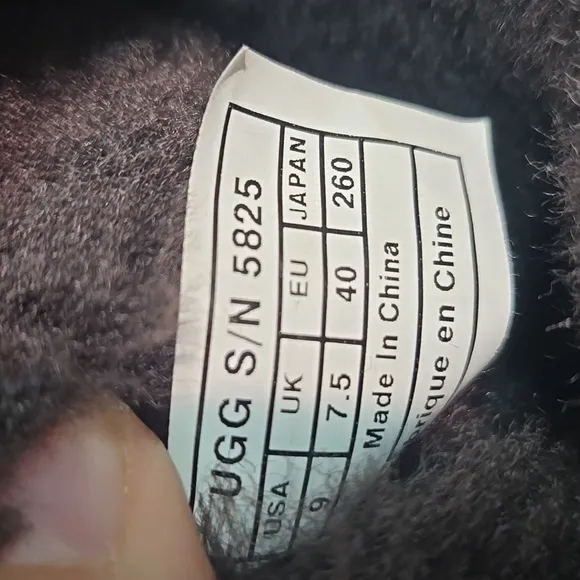 UGG S/N 5825
USA UK EU JAPAN
9 7.5 40 260
Made In China
rique en Chine